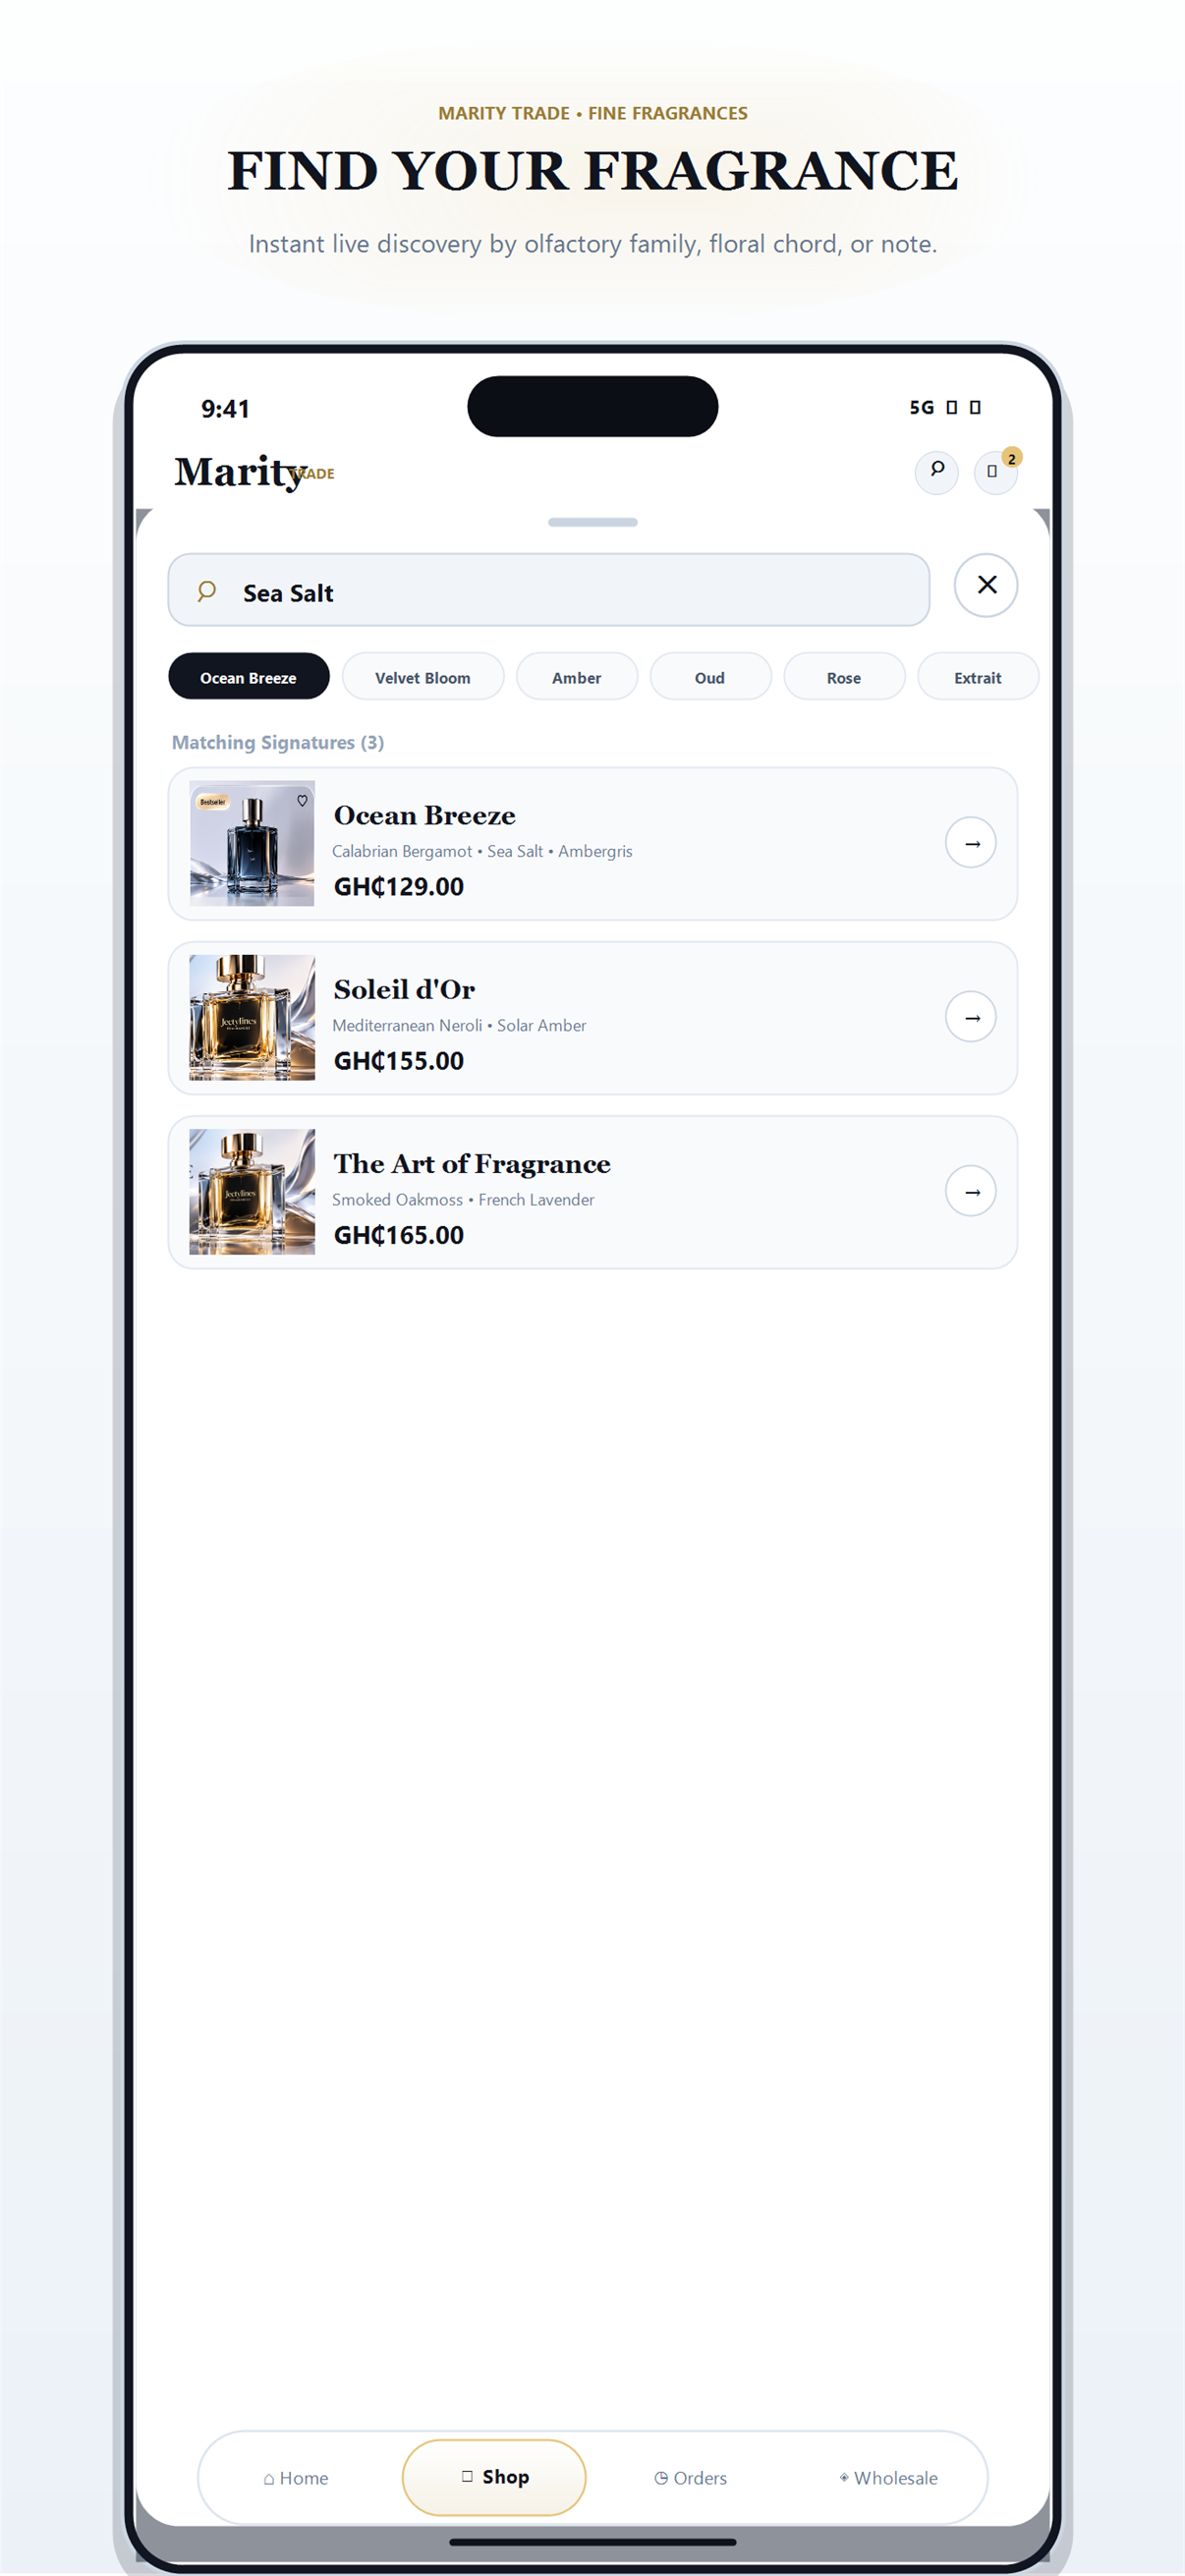 MARITY TRADE • FINE FRAGRANCES
FIND YOUR FRAGRANCE
Instant live discovery by olfactory family, floral chord, or note.
9:41
5G
Marity TRADE
2
Sea Salt
Ocean Breeze
Velvet Bloom
Amber
Oud
Rose
Extrait
Matching Signatures (3)
Bestseller
Ocean Breeze
Calabrian Bergamot • Sea Salt • Ambergris
GH₵129.00
Jectylines
Soleil d'Or
Mediterranean Neroli • Solar Amber
GH₵155.00
Jectylines
The Art of Fragrance
Smoked Oakmoss • French Lavender
GH₵165.00
Home
Shop
Orders
Wholesale